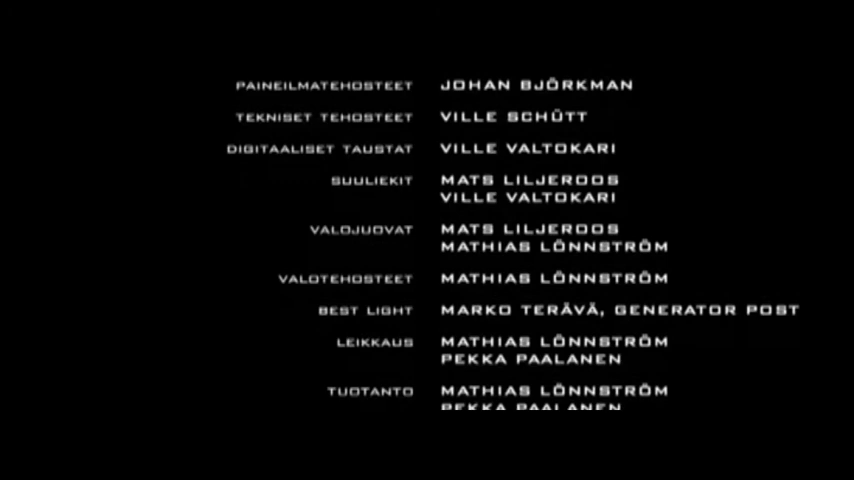 PAINEILMATEHOSTEET JOHAN BJÖRKMAN
TEKNISET TEHOSTEET VILLE SCHÜTT
DIGITAALISET TAUSTAT VILLE VALTOKARI
SUULIEKIT MATS LILJEROOS
VILLE VALTOKARI
VALOJUOVAT MATS LILJEROOS
MATHIAS LÖNNSTRÖM
VALOTEHOSTEET MATHIAS LÖNNSTRÖM
BEST LIGHT MARKO TERÄVÄ, GENERATOR POST
LEIKKAUS MATHIAS LÖNNSTRÖM
PEKKA PAALANEN
TUOTANTO MATHIAS LÖNNSTRÖM
PEKKA PAALANEN